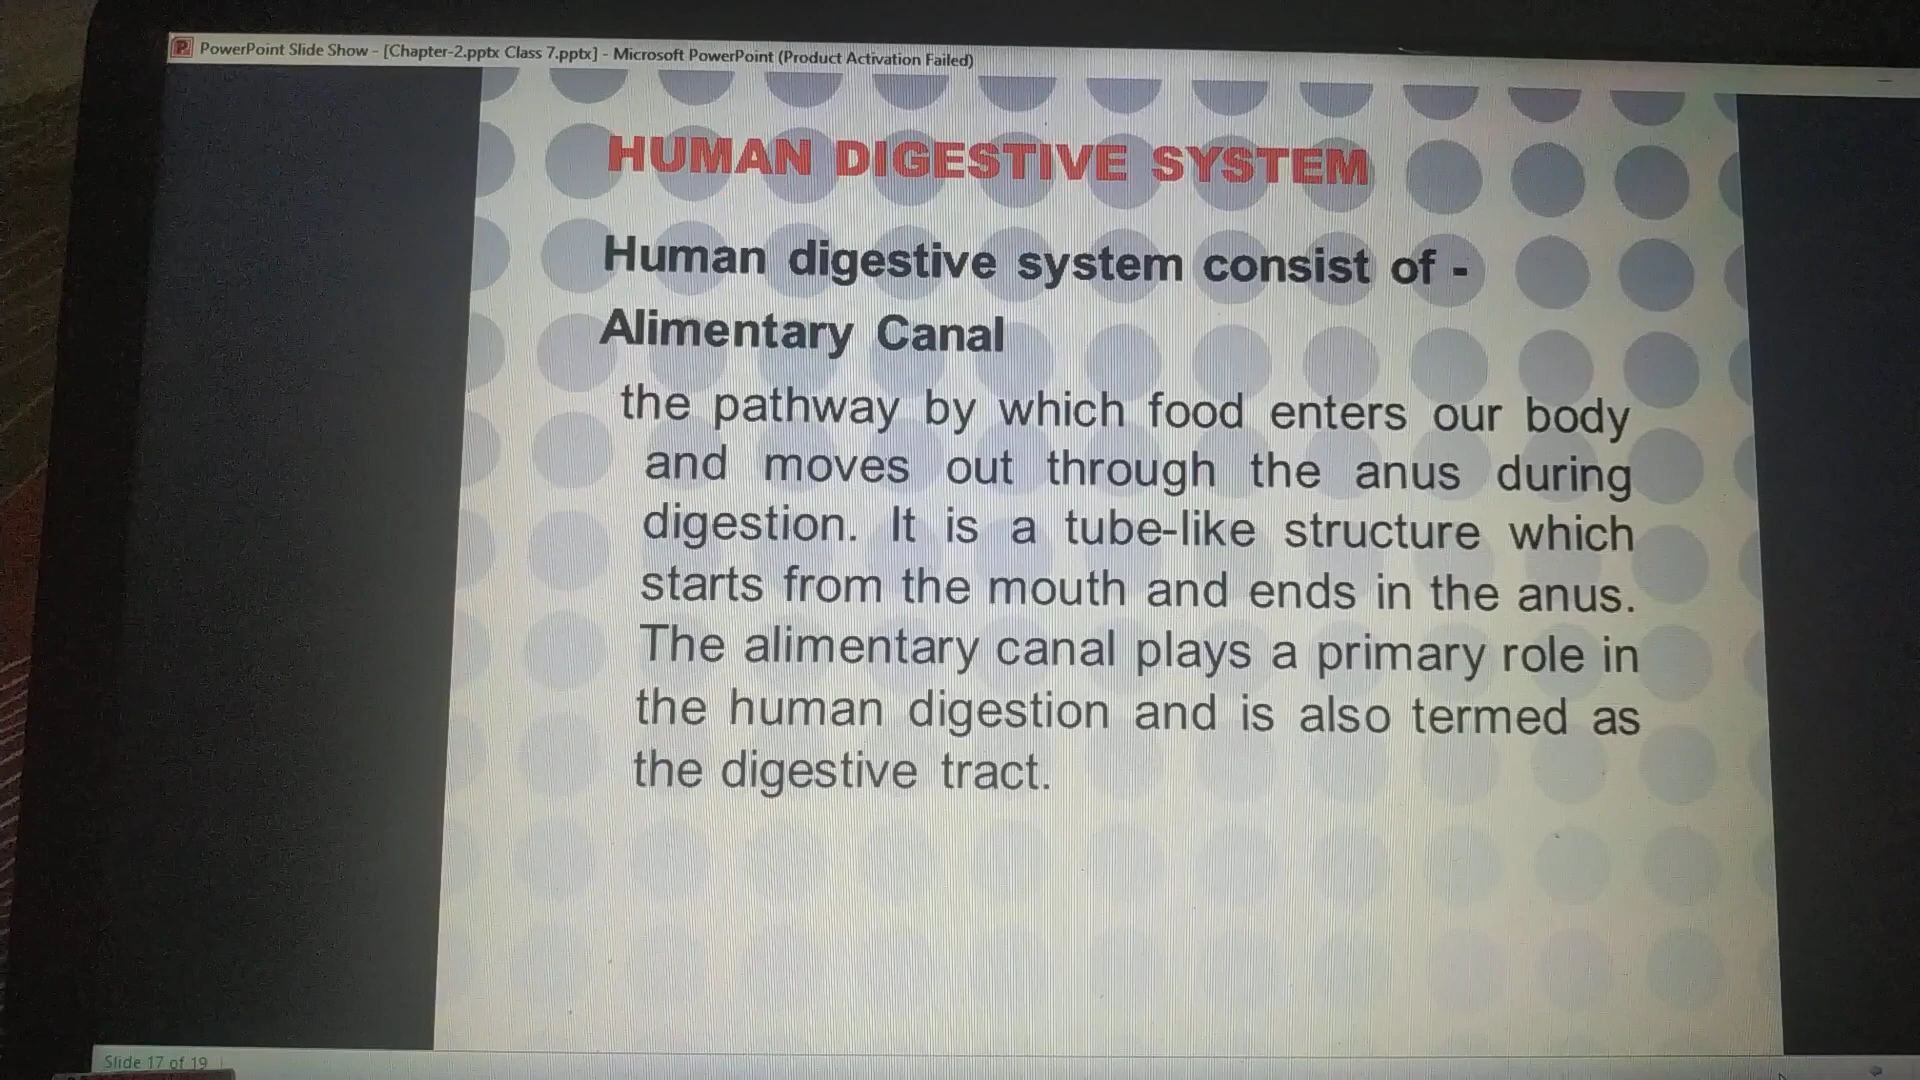 PowerPoint Slide Show - [Chapter-2.pptx Class 7.pptx] - Microsoft PowerPoint (Product Activation Failed)
HUMAN DIGESTIVE SYSTEM
Human digestive system consist of -
Alimentary Canal
the pathway by which food enters our body
and moves out through the anus during
digestion. It is a tube-like structure which
starts from the mouth and ends in the anus.
The alimentary canal plays a primary role in
the human digestion and is also termed as
the digestive tract.
Slide 17 of 19